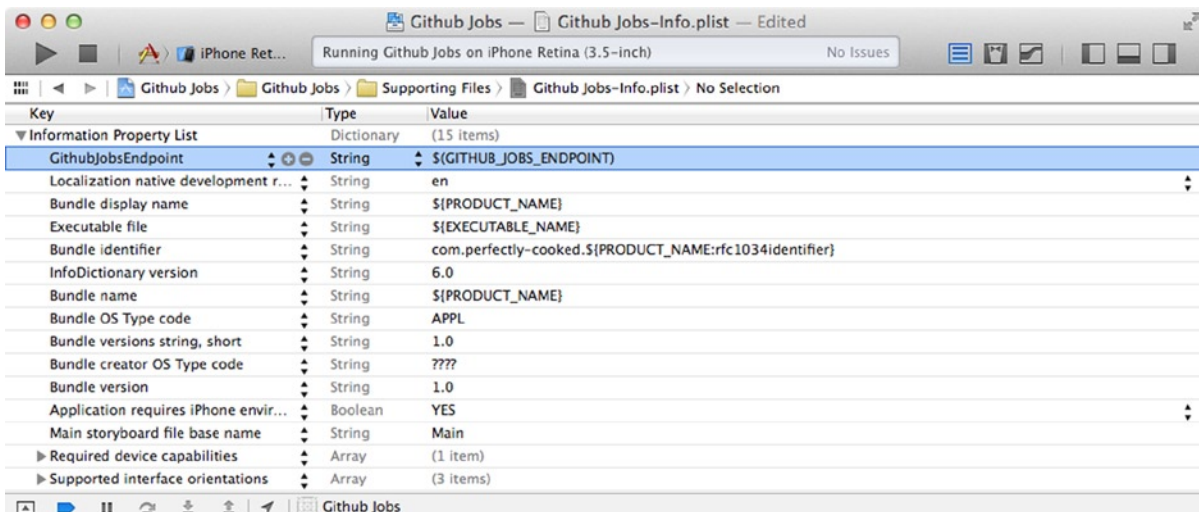 Github Jobs — Github Jobs-Info.plist — Edited
iPhone Ret... Running Github Jobs on iPhone Retina (3.5-inch) No Issues
Github Jobs Github Jobs Supporting Files Github Jobs-Info.plist No Selection
Key Type Value
Information Property List Dictionary (15 items)
GithubJobsEndpoint String $(GITHUB_JOBS_ENDPOINT)
Localization native development r... String en
Bundle display name String ${PRODUCT_NAME}
Executable file String ${EXECUTABLE_NAME}
Bundle identifier String com.perfectly-cooked.${PRODUCT_NAME:rfc1034identifier}
InfoDictionary version String 6.0
Bundle name String ${PRODUCT_NAME}
Bundle OS Type code String APPL
Bundle versions string, short String 1.0
Bundle creator OS Type code String ????
Bundle version String 1.0
Application requires iPhone envir... Boolean YES
Main storyboard file base name String Main
Required device capabilities Array (1 item)
Supported interface orientations Array (3 items)
Github Jobs